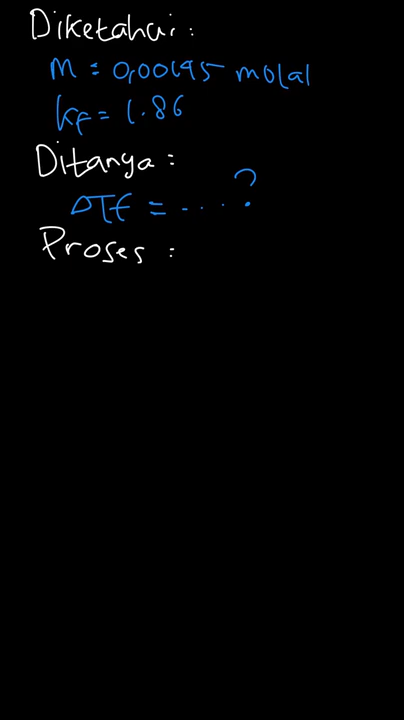 Diketahui:
m = 0,00195 molal
kf = 1.86
Ditanya:
ΔTf = .... ?
Proses :